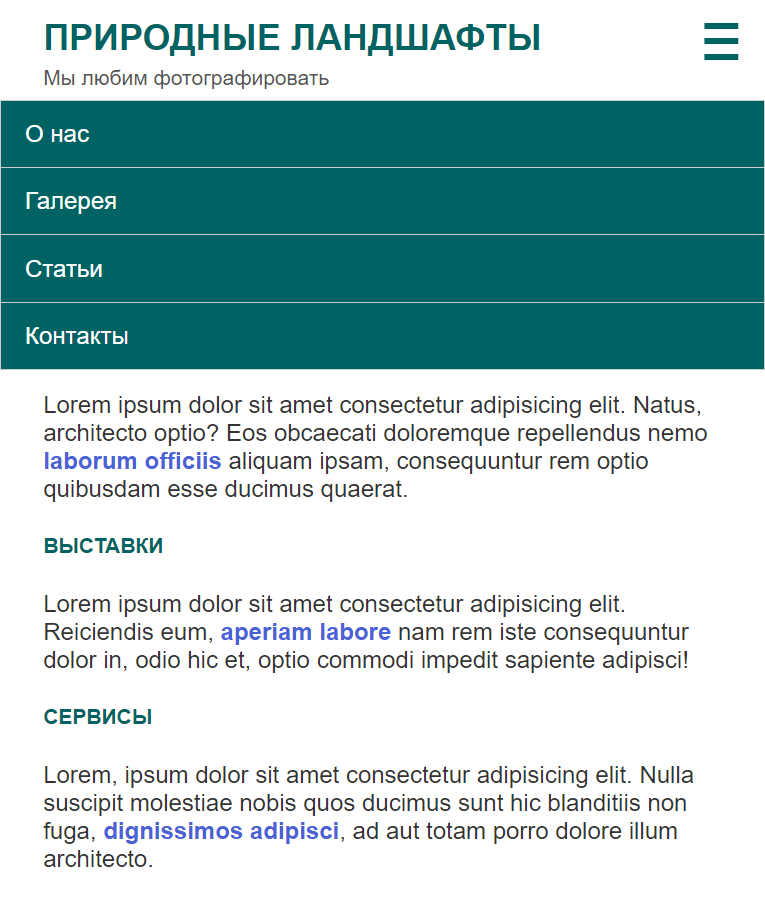 ПРИРОДНЫЕ ЛАНДШАФТЫ
Мы любим фотографировать
О нас
Галерея
Статьи
Контакты
Lorem ipsum dolor sit amet consectetur adipisicing elit. Natus,
architecto optio? Eos obcaecati doloremque repellendus nemo
laborum officiis aliquam ipsam, consequuntur rem optio
quibusdam esse ducimus quaerat.
ВЫСТАВКИ
Lorem ipsum dolor sit amet consectetur adipisicing elit.
Reiciendis eum, aperiam labore nam rem iste consequuntur
dolor in, odio hic et, optio commodi impedit sapiente adipisci!
СЕРВИСЫ
Lorem, ipsum dolor sit amet consectetur adipisicing elit. Nulla
suscipit molestiae nobis quos ducimus sunt hic blanditiis non
fuga, dignissimos adipisci, ad aut totam porro dolore illum
architecto.